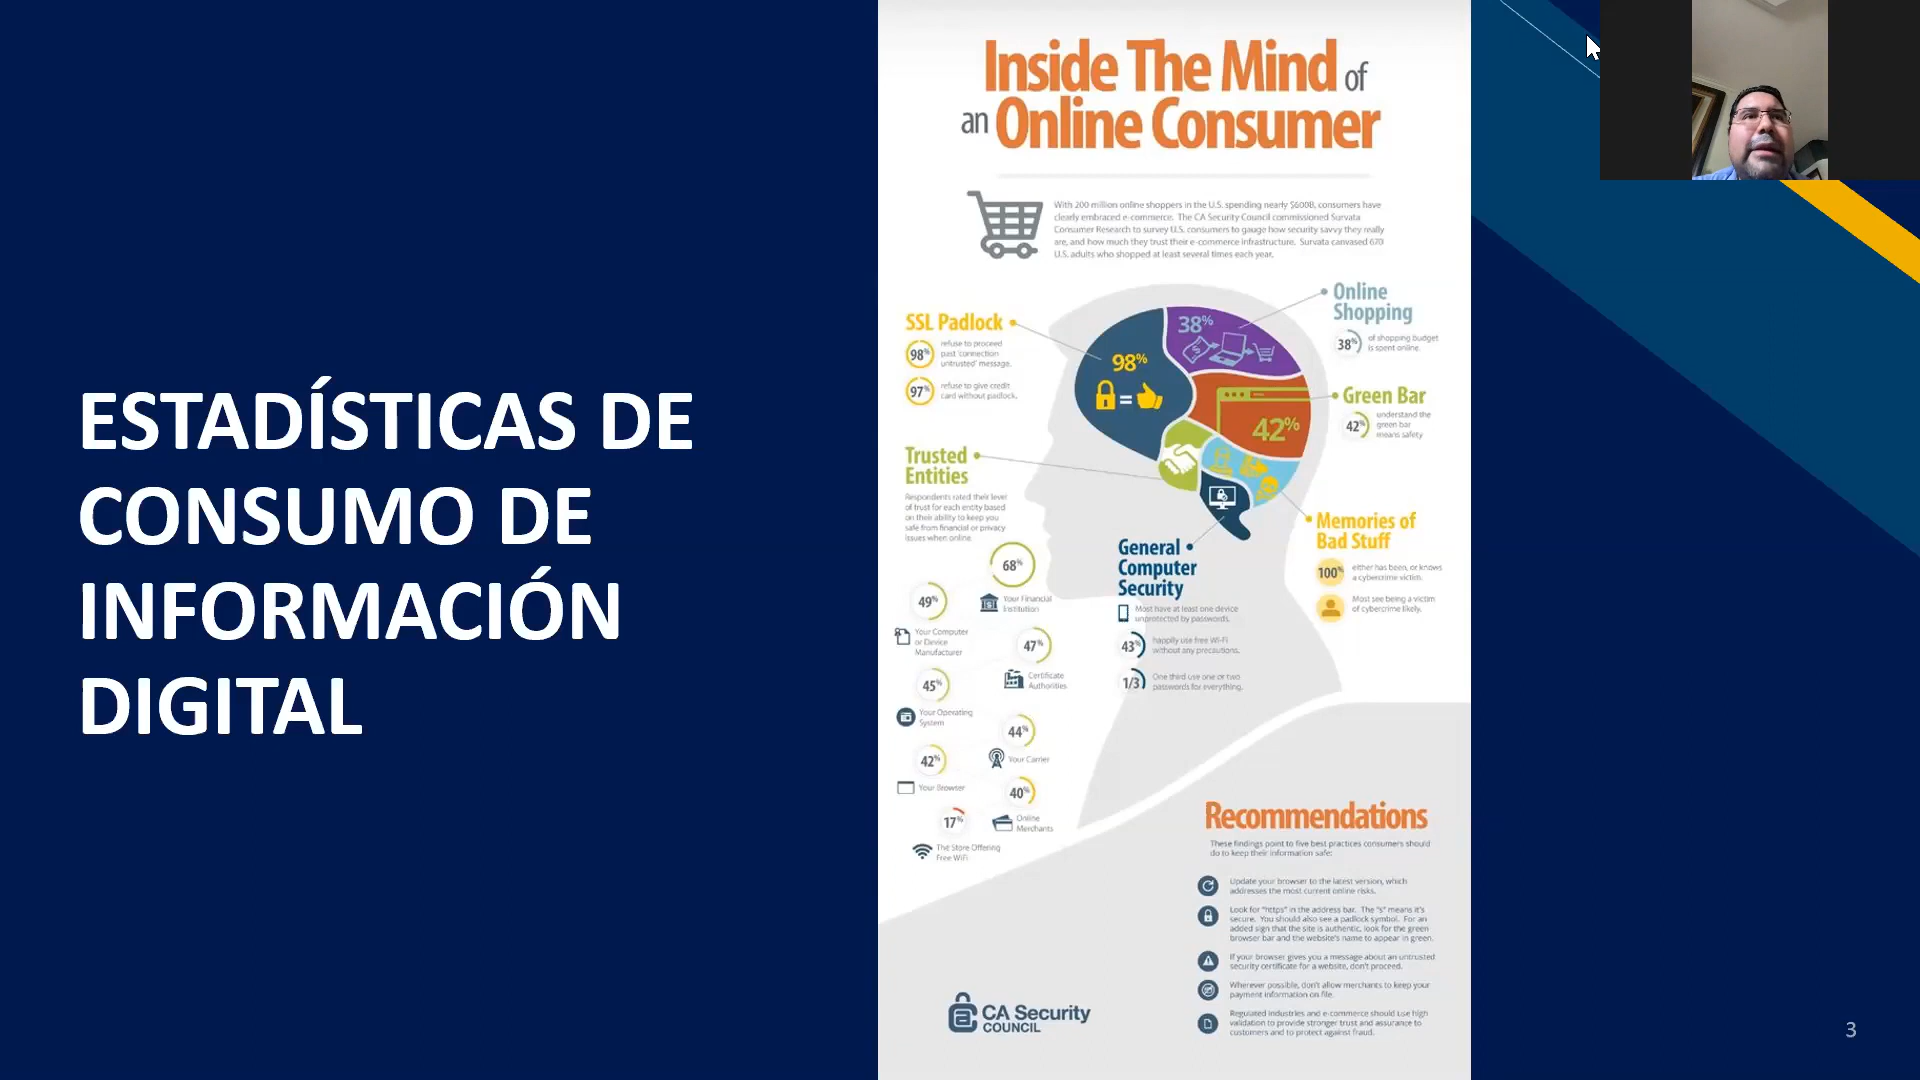 ESTADÍSTICAS DE
CONSUMO DE
INFORMACIÓN
DIGITAL
Inside The Mind of
an Online Consumer
With 200 million online shoppers in the U.S. spending nearly $600B, consumers have
clearly embraced e-commerce. The CA Security Council commissioned Survata
Consumer Research to survey U.S. consumers to gauge how security savvy they really
are, and how much they trust their e-commerce infrastructure. Survata canvased 670
U.S. adults who shopped at least several times each year.
SSL Padlock
98%
refuse to proceed
past 'connection
untrusted' message.
97%
refuse to give credit
card without padlock.
98%
=
38%
42%
Online
Shopping
38%
of shopping budget
is spent online.
Green Bar
42%
understand the
green bar
means safety
Trusted
Entities
Respondents rated their level
of trust for each entity based
on their ability to keep you
safe from financial or privacy
issues when online.
68%
Your Financial
Institution
49%
Your Computer
or Device
Manufacturer
47%
Certificate
Authorities
45%
Your Operating
System
44%
Your Carrier
42%
Your Browser
40%
Online
Merchants
17%
The Store Offering
Free WiFi
General
Computer
Security
Most have at least one device
unprotected by passwords.
43%
happily use free Wi-Fi
without any precautions.
1/3
One third use one or two
passwords for everything.
Memories of
Bad Stuff
100%
either has been, or knows
a cybercrime victim.
Most see being a victim
of cybercrime likely.
Recommendations
These findings point to five best practices consumers should
do to keep their information safe:
Update your browser to the latest version, which
addresses the most current online risks.
Look for "https" in the address bar. The "s" means it's
secure. You should also see a padlock symbol. For an
added sign that the site is authentic, look for the green
browser bar and the website's name to appear in green.
If your browser gives you a message about an untrusted
security certificate for a website, don't proceed.
Wherever possible, don't allow merchants to keep your
payment information on file.
Regulated industries and e-commerce should use high
validation to provide stronger trust and assurance to
customers and to protect against fraud.
CA Security
COUNCIL
3